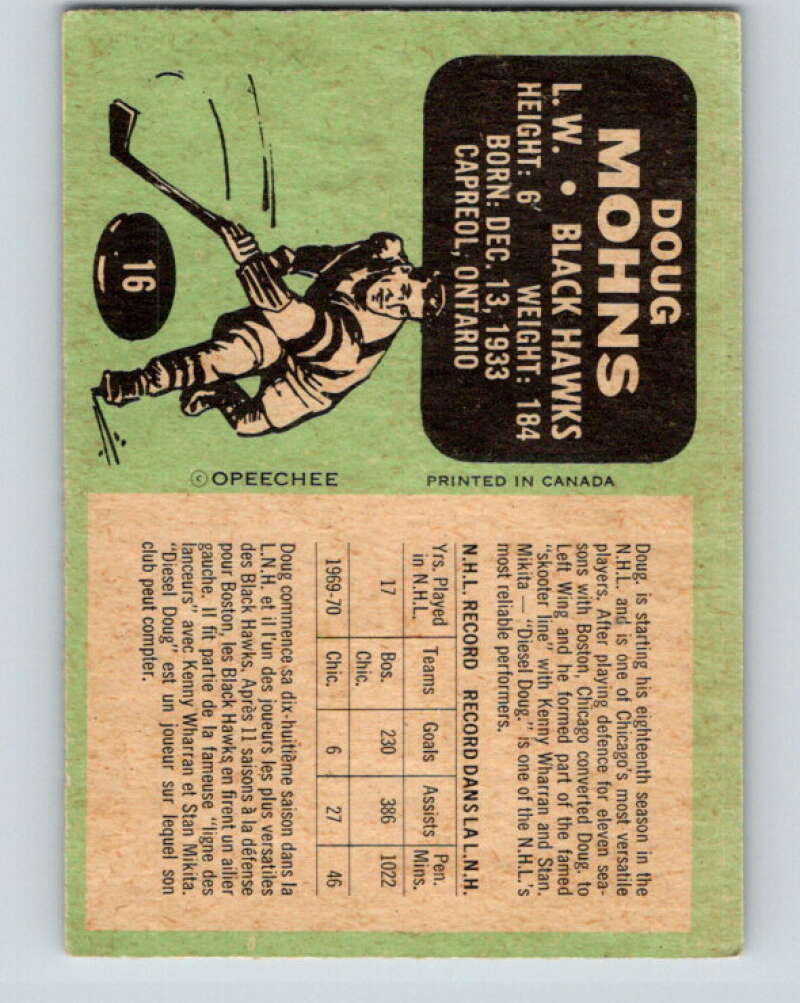 DOUG
MOHNS
L.W. • BLACK HAWKS
HEIGHT: 6' WEIGHT: 184
BORN: DEC. 13, 1933
CAPREOL, ONTARIO
16
© OPEECHEE
PRINTED IN CANADA
Doug. is starting his eighteenth season in the
N.H.L. and is one of Chicago's most versatile
players. After playing defence for eleven sea-
sons with Boston, Chicago converted Doug. to
Left Wing and he formed part of the famed
"skooter line" with Kenny Wharran and Stan.
Mikita — "Diesel Doug." is one of the N.H.L.'s
most reliable performers.
N.H.L. RECORD RECORD DANS LA L.N.H.
Yrs. Played in N.H.L. Teams Goals Assists Pen. Mins.
17 Bos. Chic. 230 386 1022
1969-70 Chic. 6 27 46
Doug commence sa dix-huitième saison dans la
L.N.H. et il l'un des joueurs les plus versatiles
des Black Hawks. Après 11 saisons à la défense
pour Boston, les Black Hawks en firent un ailier
gauche. Il fit partie de la fameuse "ligne des
lanceurs" avec Kenny Wharran et Stan Mikita.
"Diesel Doug" est un joueur sur lequel son
club peut compter.